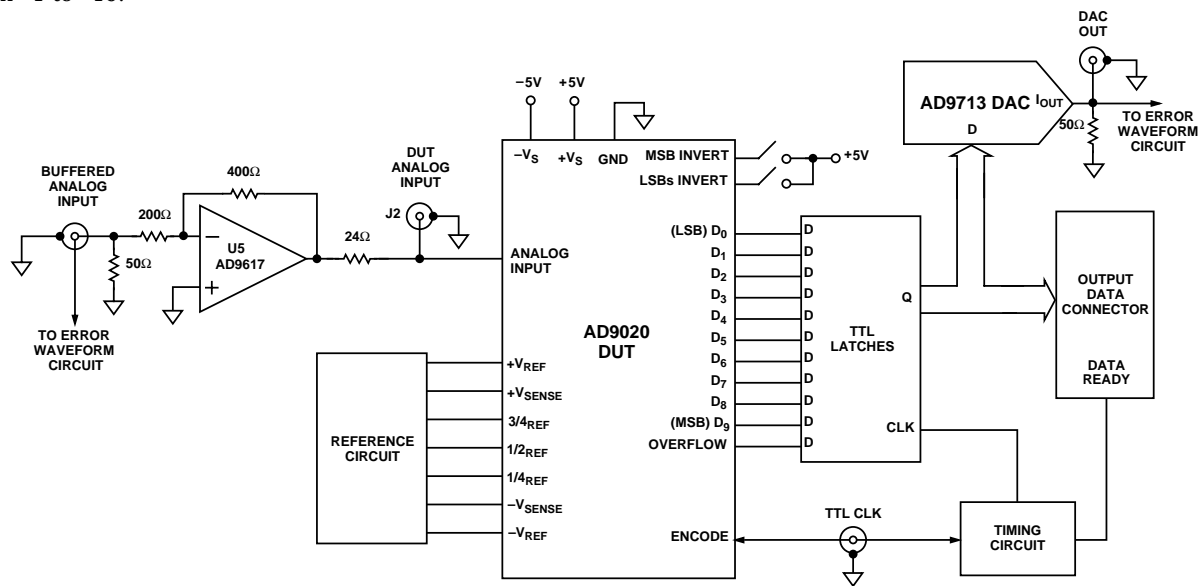 DAC
OUT
AD9713 DAC
IOUT
D
50Ω
TO ERROR
WAVEFORM
CIRCUIT
–5V
+5V
–VS
+VS
GND
MSB INVERT
LSBs INVERT
+5V
BUFFERED
ANALOG
INPUT
400Ω
200Ω
50Ω
–
+
U5
AD9617
TO ERROR
WAVEFORM
CIRCUIT
24Ω
DUT
ANALOG
INPUT
J2
ANALOG
INPUT
AD9020
DUT
REFERENCE
CIRCUIT
+VREF
+VSENSE
3/4REF
1/2REF
1/4REF
–VSENSE
–VREF
(LSB) D0
D1
D2
D3
D4
D5
D6
D7
D8
(MSB) D9
OVERFLOW
ENCODE
D
D
D
D
D
D
D
D
D
D
D
TTL
LATCHES
Q
CLK
OUTPUT
DATA
CONNECTOR
DATA
READY
TTL CLK
TIMING
CIRCUIT